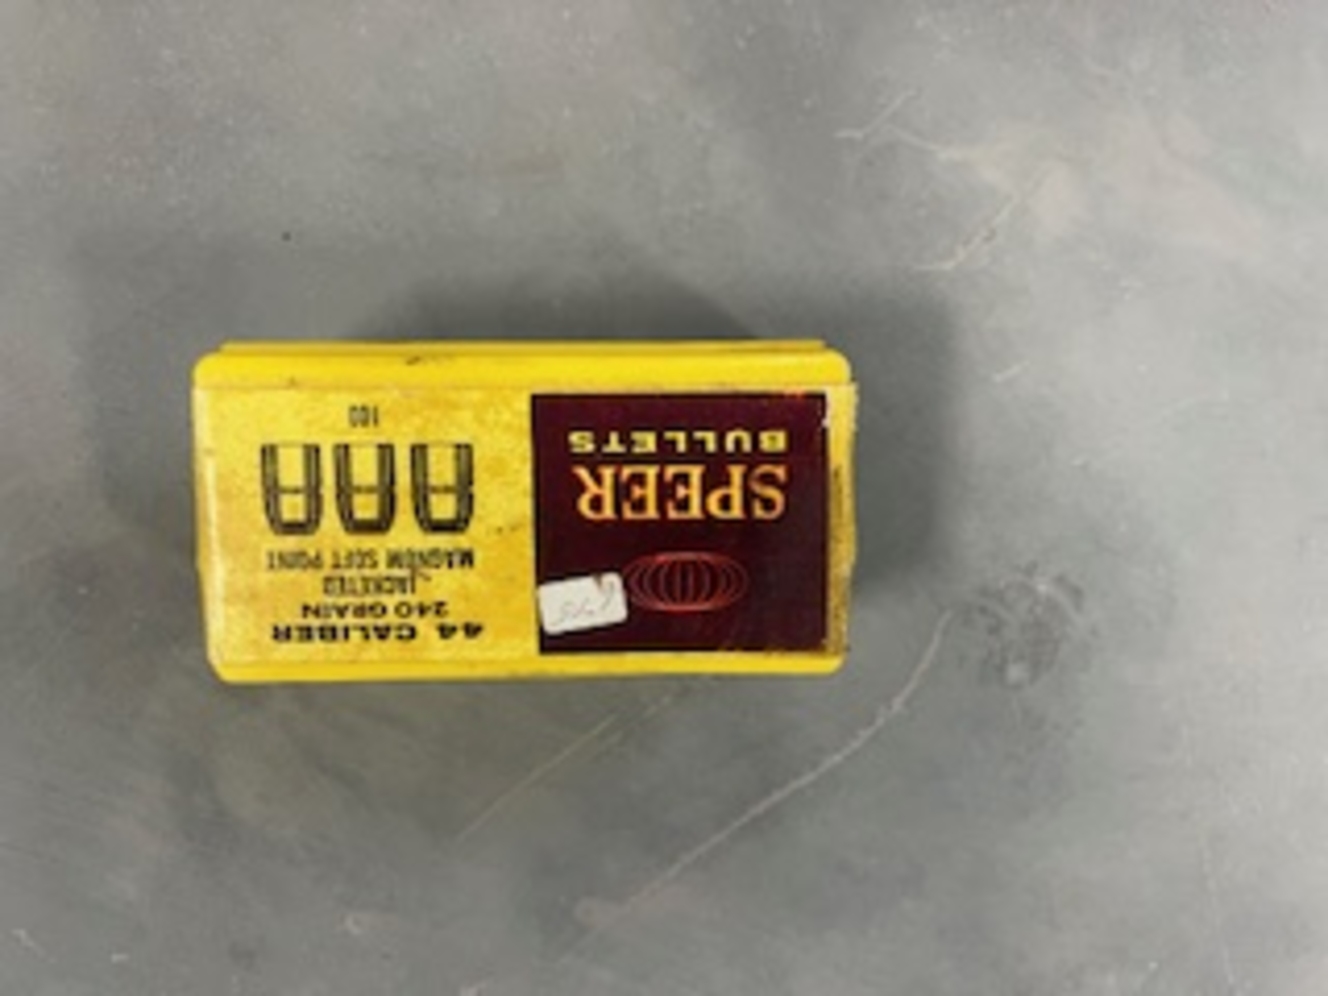 SPEER
BULLETS
44 CALIBER
240 GRAIN
JACKETED
MAGNUM SOFT POINT
100